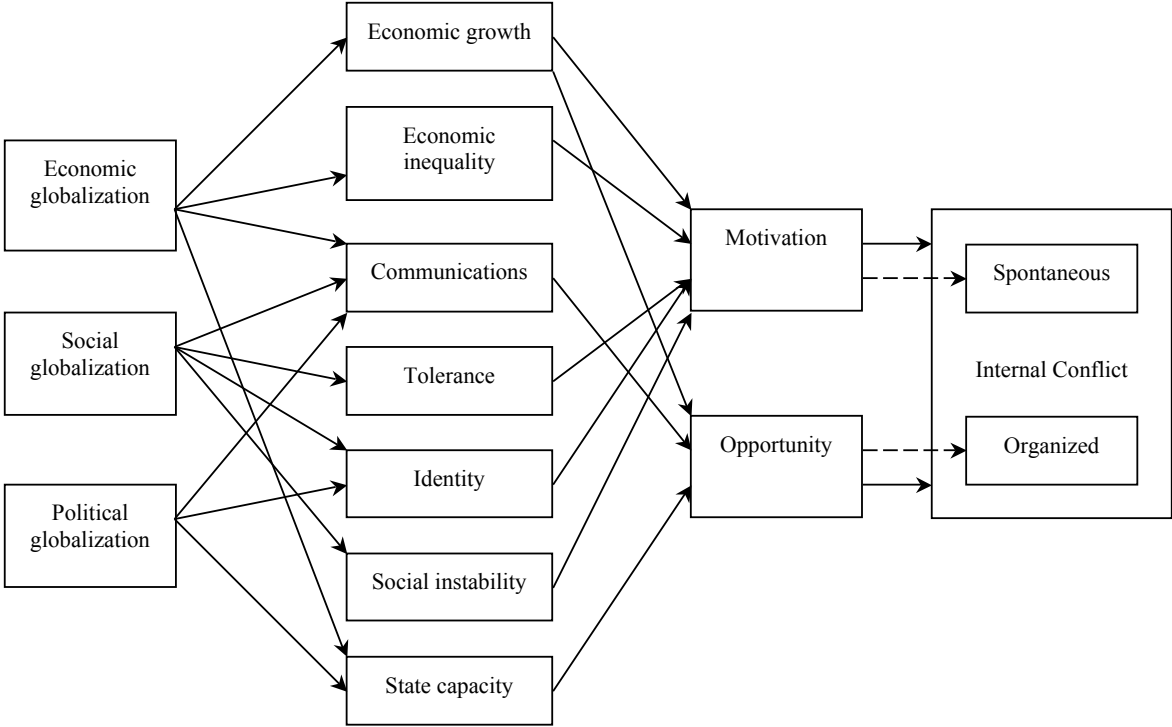 Economic growth
Economic
inequality
Economic
globalization
Communications
Social
globalization
Tolerance
Identity
Political
globalization
Social instability
State capacity
Motivation
Opportunity
Spontaneous
Internal Conflict
Organized